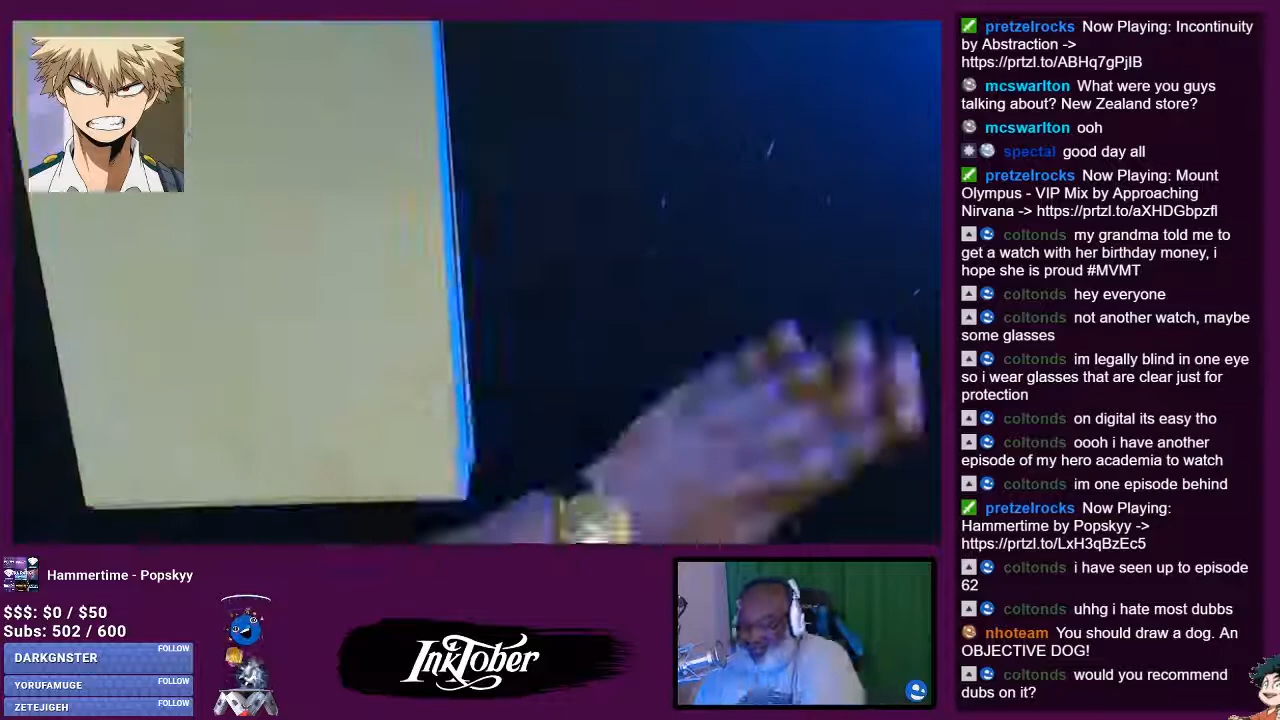 pretzelrocks Now Playing: Incontinuity
by Abstraction ->
https://prtzl.to/ABHq7gPjIB
mcswarlton What were you guys
talking about? New Zealand store?
mcswarlton ooh
spectal good day all
pretzelrocks Now Playing: Mount
Olympus - VIP Mix by Approaching
Nirvana -> https://prtzl.to/aXHDGbpzfl
coltonds my grandma told me to
get a watch with her birthday money, i
hope she is proud #MVMT
coltonds hey everyone
coltonds not another watch, maybe
some glasses
coltonds im legally blind in one eye
so i wear glasses that are clear just for
protection
coltonds on digital its easy tho
coltonds oooh i have another
episode of my hero academia to watch
coltonds im one episode behind
pretzelrocks Now Playing:
Hammertime by Popskyy ->
https://prtzl.to/LxH3qBzEc5
coltonds i have seen up to episode
62
coltonds uhhg i hate most dubbs
nhoteam You should draw a dog. An
OBJECTIVE DOG!
coltonds would you recommend
dubs on it?
Hammertime - Popskyy
$$$: $0 / $50
Subs: 502 / 600
DARKGNSTER FOLLOW
YORUFAMUGE FOLLOW
ZETEJIGEH FOLLOW
InkTober